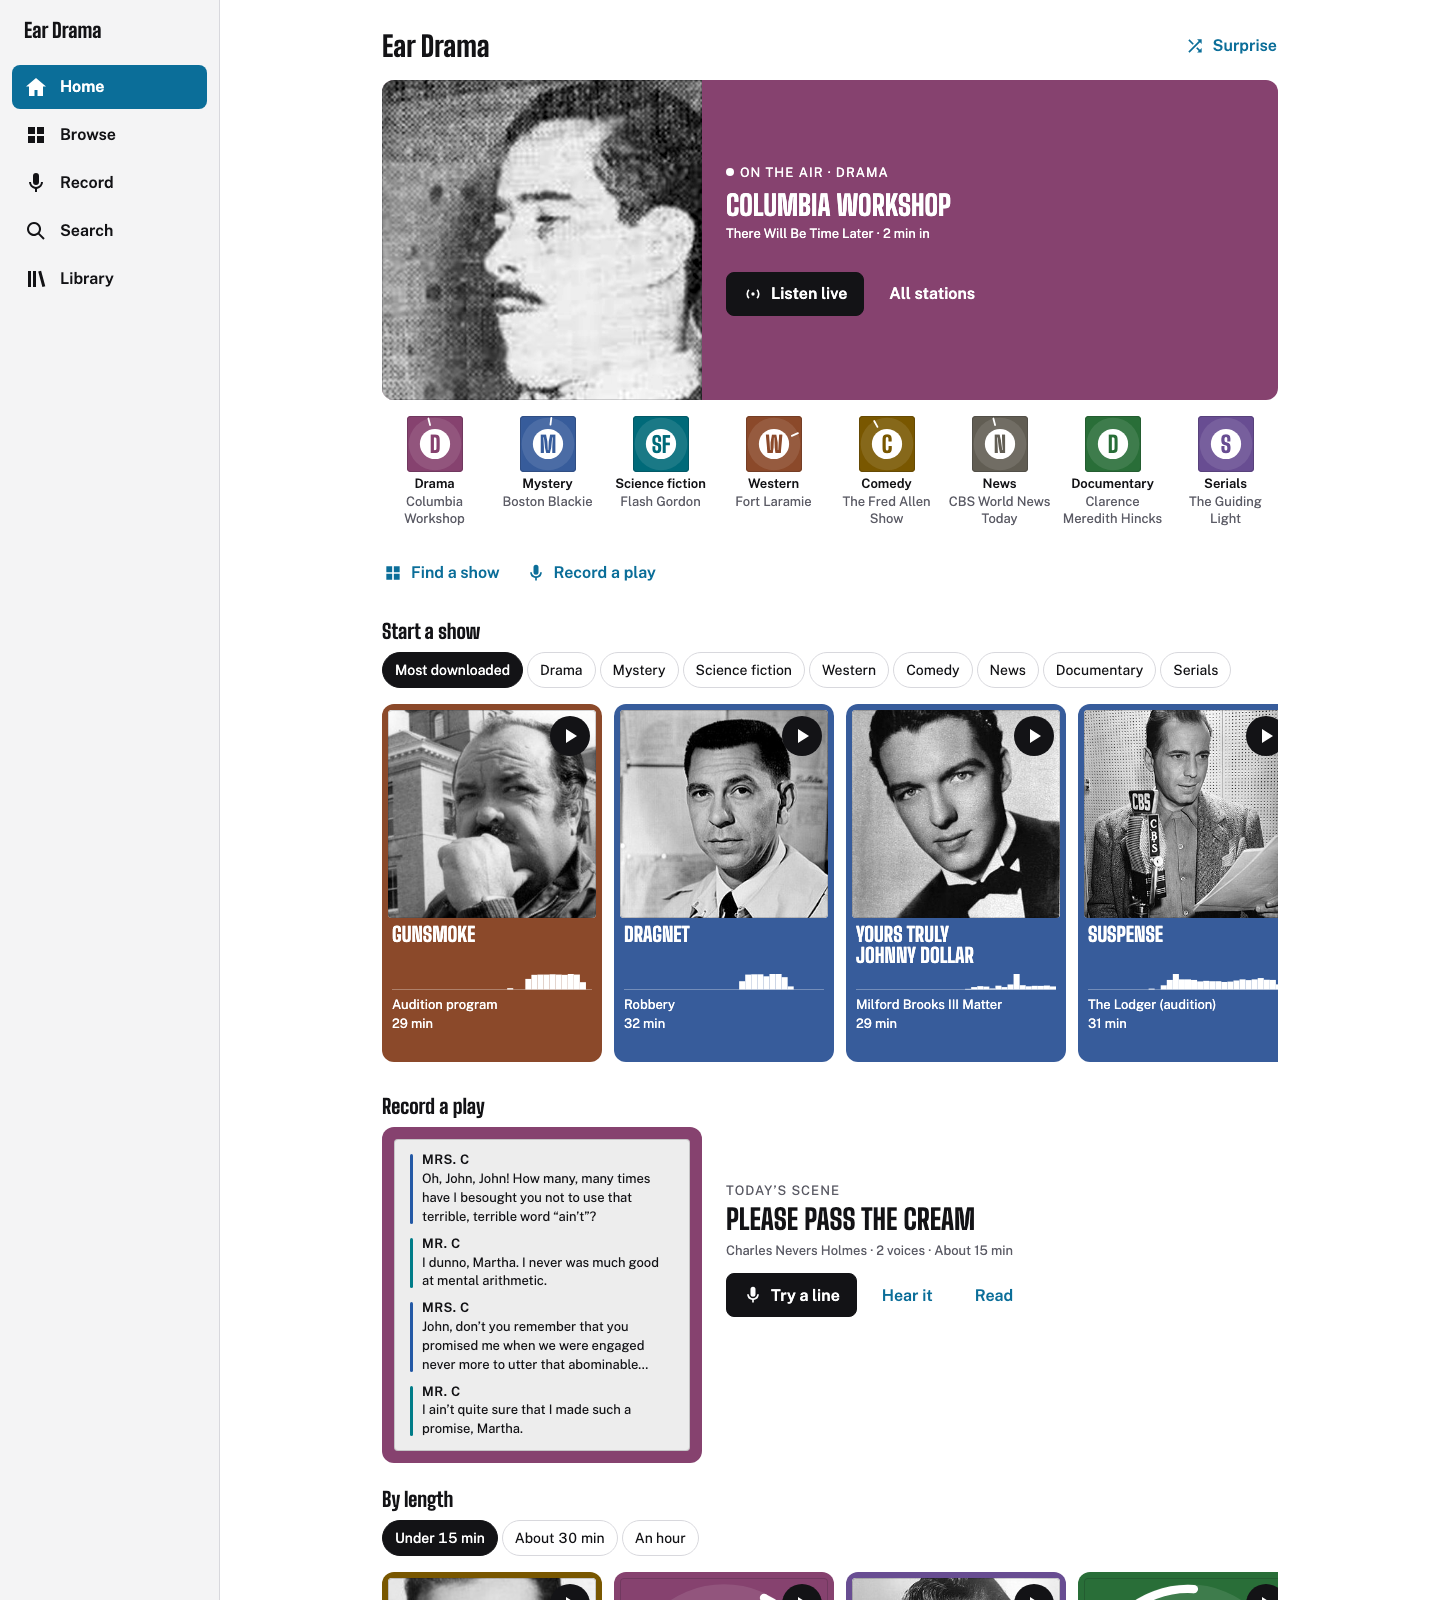 Ear Drama
Home
Browse
Record
Search
Library
Ear Drama
Surprise
ON THE AIR · DRAMA
COLUMBIA WORKSHOP
There Will Be Time Later · 2 min in
Listen live
All stations
D
Drama
Columbia
Workshop
M
Mystery
Boston Blackie
SF
Science fiction
Flash Gordon
W
Western
Fort Laramie
C
Comedy
The Fred Allen
Show
N
News
CBS World News
Today
D
Documentary
Clarence
Meredith Hincks
S
Serials
The Guiding
Light
Find a show
Record a play
Start a show
Most downloaded
Drama
Mystery
Science fiction
Western
Comedy
News
Documentary
Serials
GUNSMOKE
Audition program
29 min
DRAGNET
Robbery
32 min
YOURS TRULY
JOHNNY DOLLAR
Milford Brooks III Matter
29 min
CBS
CBS
SUSPENSE
The Lodger (audition)
31 min
Record a play
MRS. C
Oh, John, John! How many, many times
have I besought you not to use that
terrible, terrible word “ain’t”?
MR. C
I dunno, Martha. I never was much good
at mental arithmetic.
MRS. C
John, don’t you remember that you
promised me when we were engaged
never more to utter that abominable…
MR. C
I ain’t quite sure that I made such a
promise, Martha.
TODAY’S SCENE
PLEASE PASS THE CREAM
Charles Nevers Holmes · 2 voices · About 15 min
Try a line
Hear it
Read
By length
Under 15 min
About 30 min
An hour